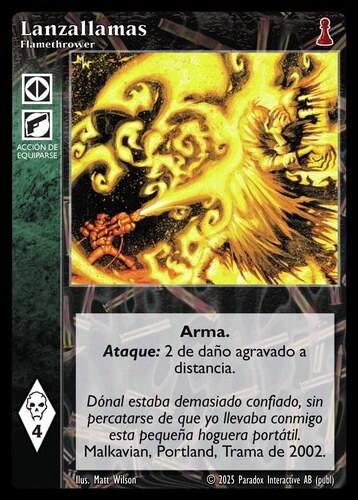 Lanzallamas
Flamethrower
ACCIÓN DE
EQUIPARSE
Arma.
Ataque: 2 de daño agravado a
distancia.
Dónal estaba demasiado confiado, sin
percatarse de que yo llevaba conmigo
esta pequeña hoguera portátil.
Malkavian, Portland, Trama de 2002.
4
Illus. Matt Wilson
© 2025 Paradox Interactive AB (publ)